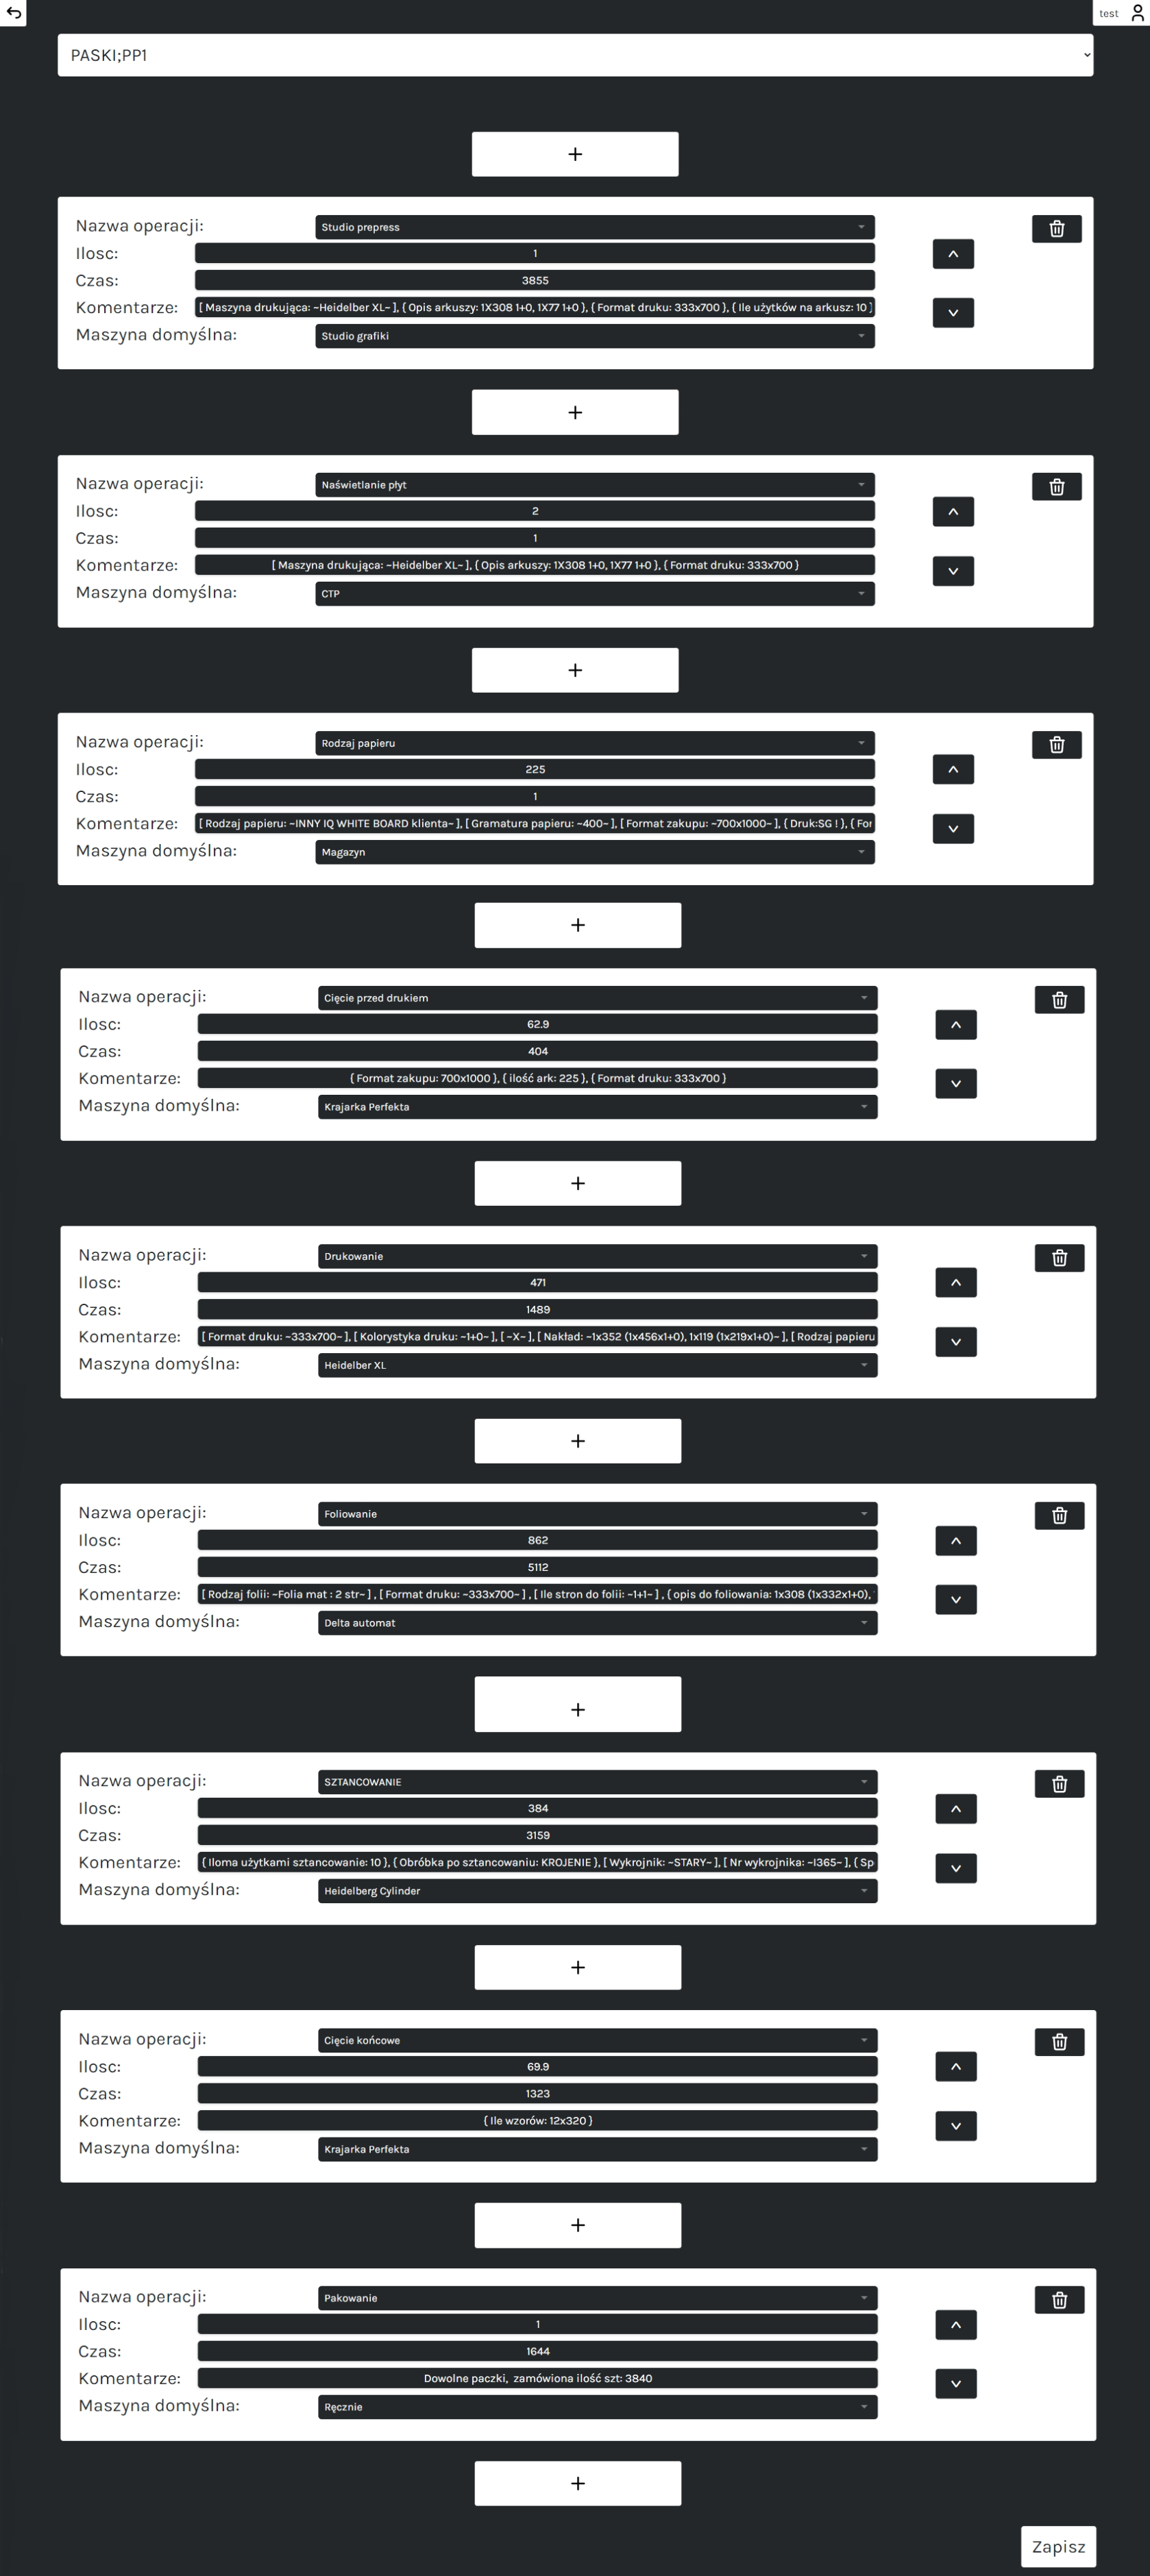 test
PASKI;PP1
+
Nazwa operacji: Studio prepress
Ilosc: 1
Czas: 3855
Komentarze: [ Maszyna drukująca: ~Heidelber XL~ ], { Opis arkuszy: 1X308 1+0, 1X77 1+0 }, { Format druku: 333x700 }, { Ile użytków na arkusz: 10 }
Maszyna domyślna: Studio grafiki
+
Nazwa operacji: Naświetlanie płyt
Ilosc: 2
Czas: 1
Komentarze: [ Maszyna drukująca: ~Heidelber XL~ ], { Opis arkuszy: 1X308 1+0, 1X77 1+0 }, { Format druku: 333x700 }
Maszyna domyślna: CTP
+
Nazwa operacji: Rodzaj papieru
Ilosc: 225
Czas: 1
Komentarze: [ Rodzaj papieru: ~INNY IQ WHITE BOARD klienta~ ], [ Gramatura papieru: ~400~ ], [ Format zakupu: ~700x1000~ ], { Druk:SG ! }, { For
Maszyna domyślna: Magazyn
+
Nazwa operacji: Cięcie przed drukiem
Ilosc: 62.9
Czas: 404
Komentarze: { Format zakupu: 700x1000 }, { ilość ark: 225 }, { Format druku: 333x700 }
Maszyna domyślna: Krajarka Perfekta
+
Nazwa operacji: Drukowanie
Ilosc: 471
Czas: 1489
Komentarze: [ Format druku: ~333x700~ ], [ Kolorystyka druku: ~1+0~ ], [ ~X~ ], [ Nakład: ~1x352 (1x456x1+0), 1x119 (1x219x1+0)~ ], [ Rodzaj papieru
Maszyna domyślna: Heidelber XL
+
Nazwa operacji: Foliowanie
Ilosc: 862
Czas: 5112
Komentarze: [ Rodzaj folii: ~Folia mat : 2 str~ ] , [ Format druku: ~333x700~ ] , [ Ile stron do folii: ~1+1~ ] , { opis do foliowania: 1x308 (1x332x1+0),
Maszyna domyślna: Delta automat
+
Nazwa operacji: SZTANCOWANIE
Ilosc: 384
Czas: 3159
Komentarze: { Iloma użytkami sztancowanie: 10 }, { Obróbka po sztancowaniu: KROJENIE }, [ Wykrojnik: ~STARY~ ], [ Nr wykrojnika: ~I365~ ], { Sp
Maszyna domyślna: Heidelberg Cylinder
+
Nazwa operacji: Cięcie końcowe
Ilosc: 69.9
Czas: 1323
Komentarze: { Ile wzorów: 12x320 }
Maszyna domyślna: Krajarka Perfekta
+
Nazwa operacji: Pakowanie
Ilosc: 1
Czas: 1644
Komentarze: Dowolne paczki, zamówiona ilość szt: 3840
Maszyna domyślna: Ręcznie
+
Zapisz